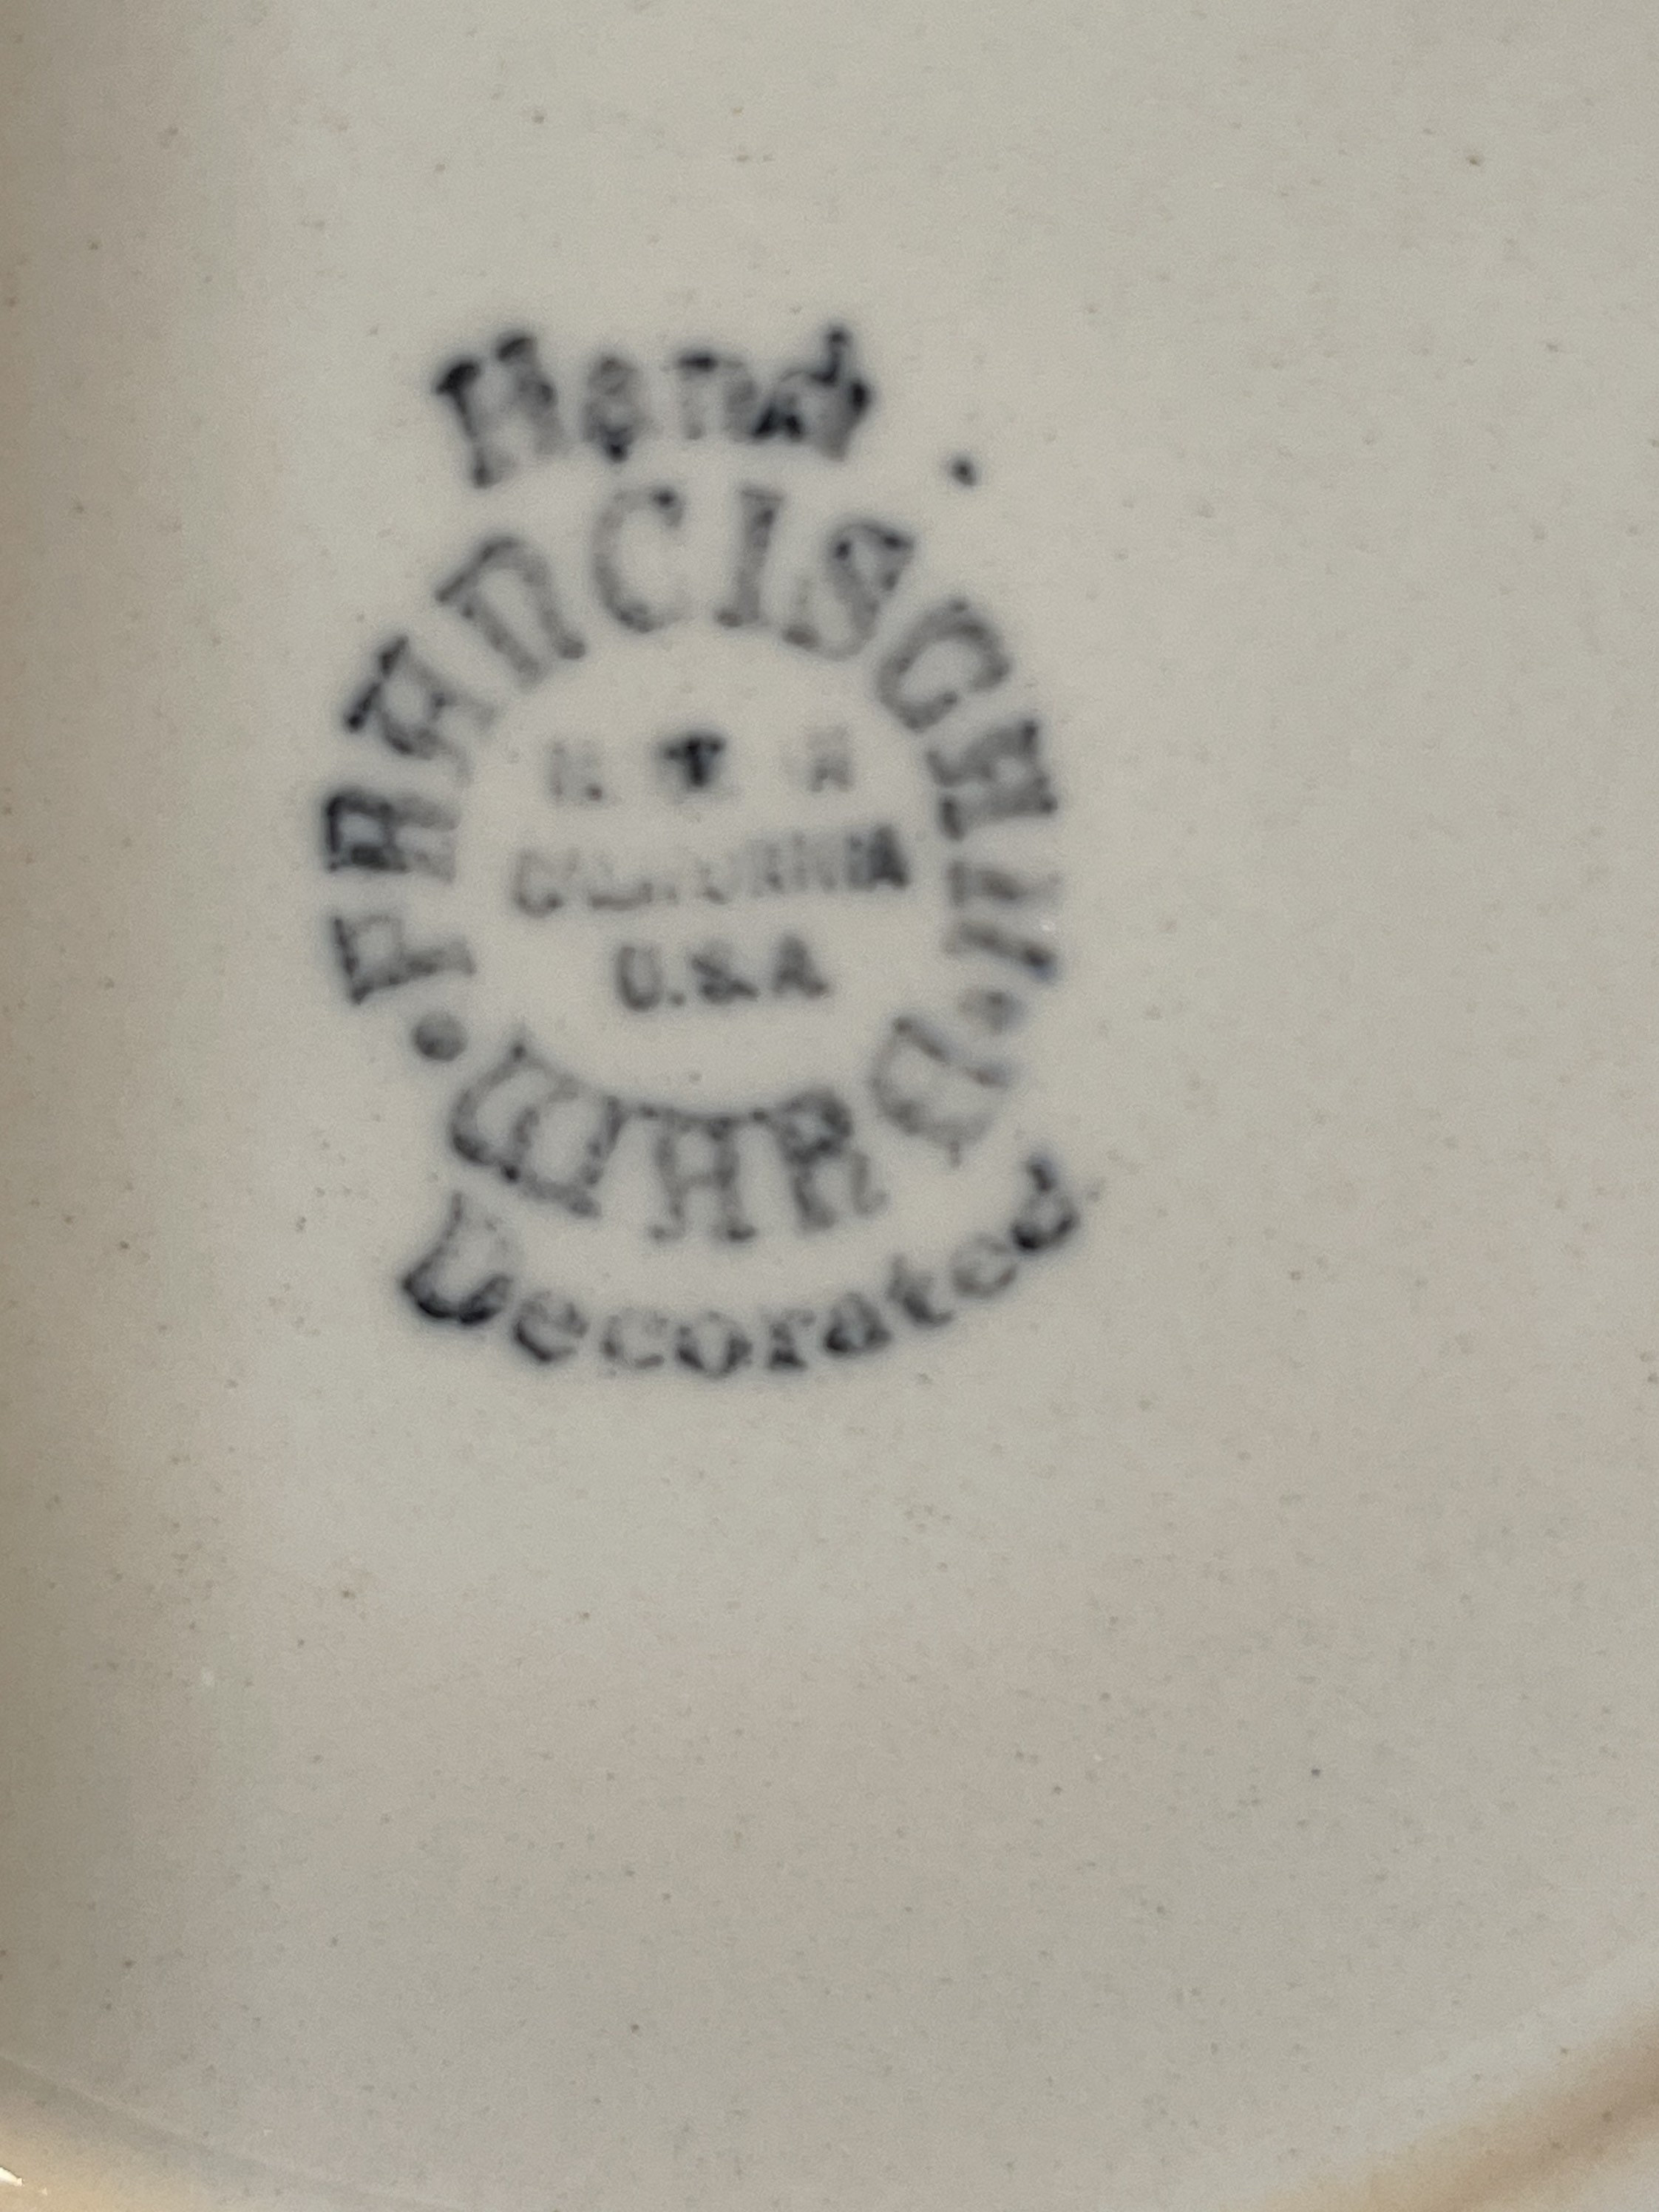 Hand
FRANCISCAN • WARE •
CALIFORNIA
U.S.A
Decorated